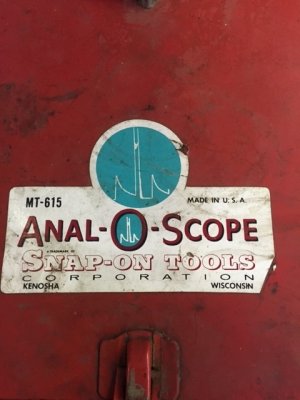 MT-615
MADE IN U.S.A.
ANAL-O-SCOPE
A TRADEMARK OF
SNAP-ON TOOLS
CORPORATION
KENOSHA WISCONSIN